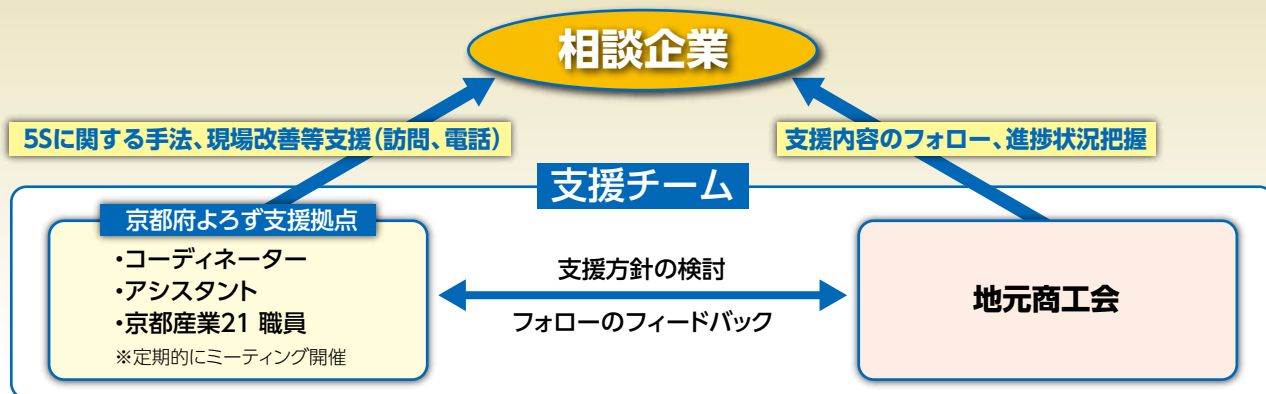 相談企業
5Sに関する手法、現場改善等支援(訪問、電話)
支援内容のフォロー、進捗状況把握
支援チーム
京都府よろず支援拠点
・コーディネーター
・アシスタント
・京都産業21 職員
※定期的にミーティング開催
支援方針の検討
フォローのフィードバック
地元商工会